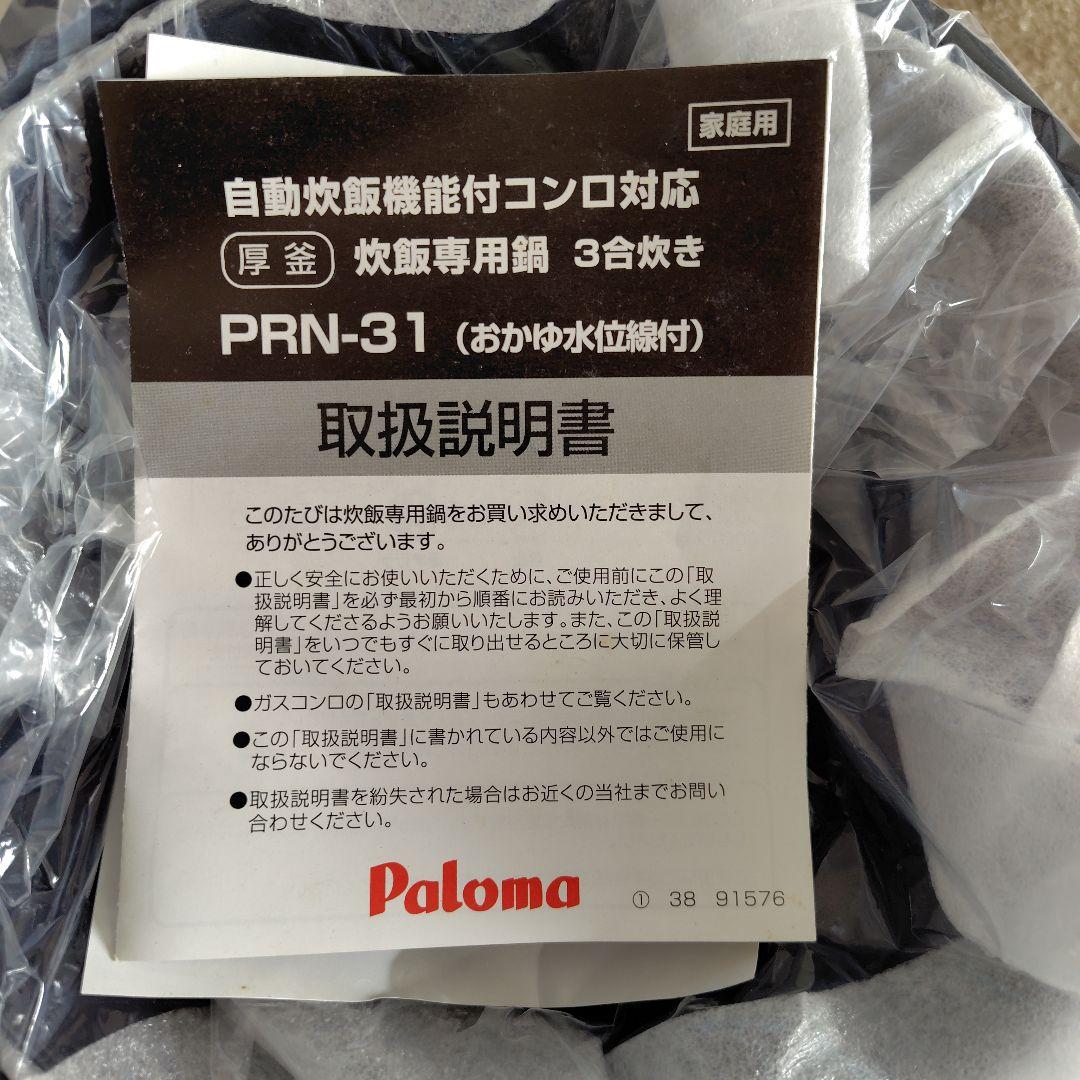 家庭用
自動炊飯機能付コンロ対応
厚釜 炊飯専用鍋 3合炊き
PRN-31（おかゆ水位線付）
取扱説明書
このたびは炊飯専用鍋をお買い求めいただきまして、
ありがとうございます。
●正しく安全にお使いいただくために、ご使用前にこの「取
扱説明書」を必ず最初から順番にお読みいただき、よく理
解してくださるようお願いいたします。また、この「取扱説
明書」をいつでもすぐに取り出せるところに大切に保管し
ておいてください。
●ガスコンロの「取扱説明書」もあわせてご覧ください。
●この「取扱説明書」に書かれている内容以外ではご使用に
ならないでください。
●取扱説明書を紛失された場合はお近くの当社までお問い
合わせください。
Paloma
① 38 91576